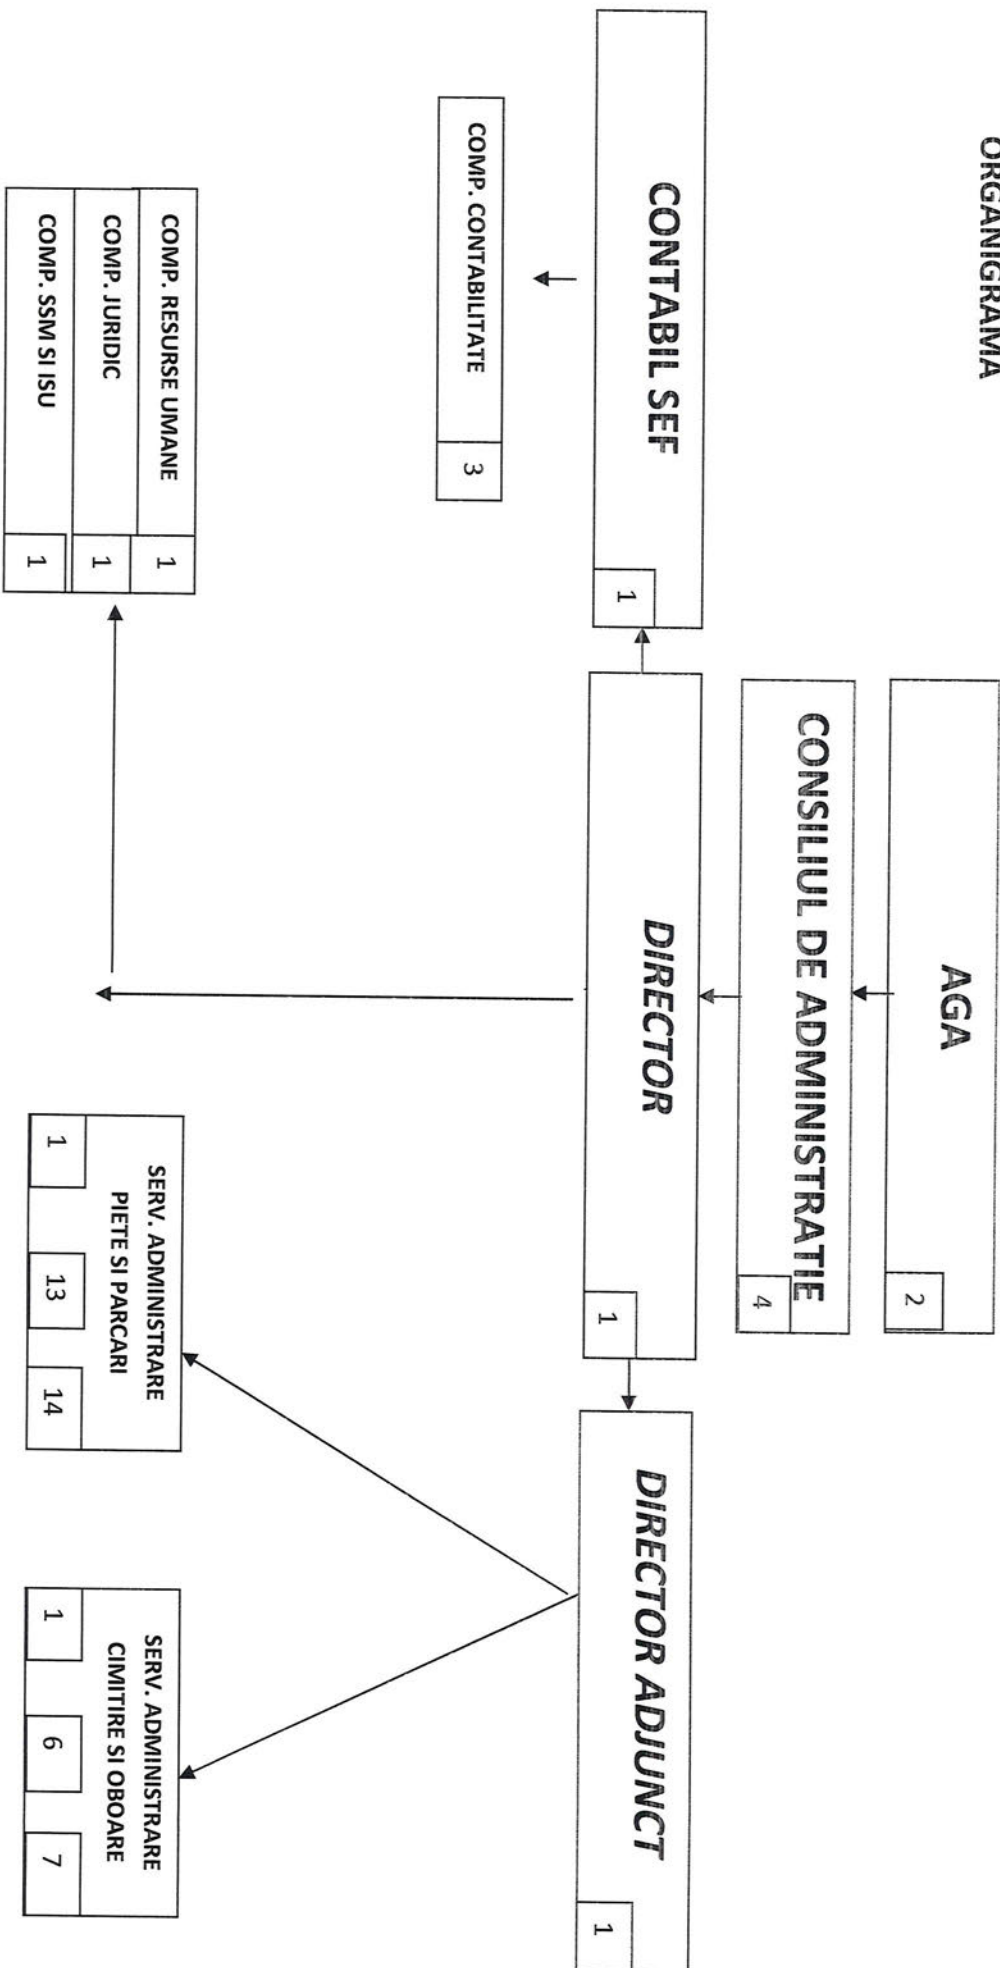 ORGANIGRAMA
AGA
2
CONSILIUL DE ADMINISTRATIE
4
CONTABIL SEF
1
DIRECTOR
1
DIRECTOR ADJUNCT
1
COMP. CONTABILITATE
3
COMP. RESURSE UMANE
1
COMP. JURIDIC
1
COMP. SSM SI ISU
1
SERV. ADMINISTRARE
PIETE SI PARCARI
1
13
14
SERV. ADMINISTRARE
CIMITIRE SI OBOARE
1
6
7